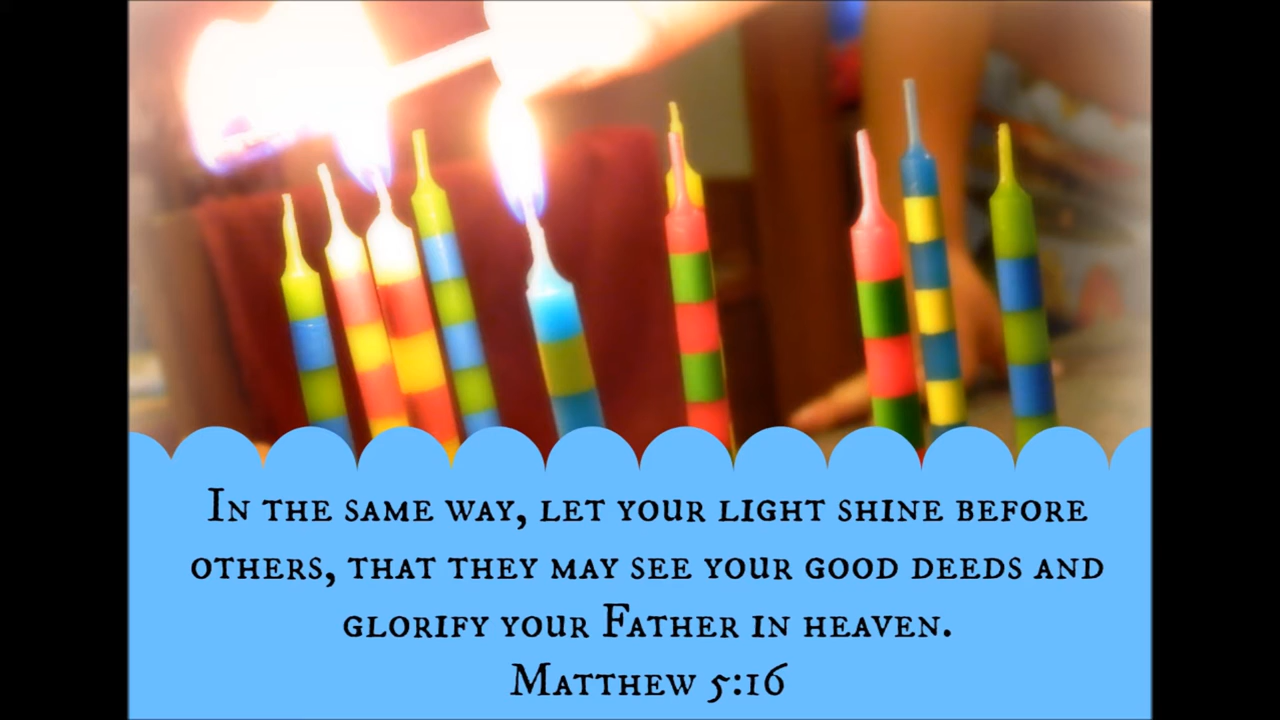 In the same way, let your light shine before
others, that they may see your good deeds and
glorify your Father in heaven.
Matthew 5:16